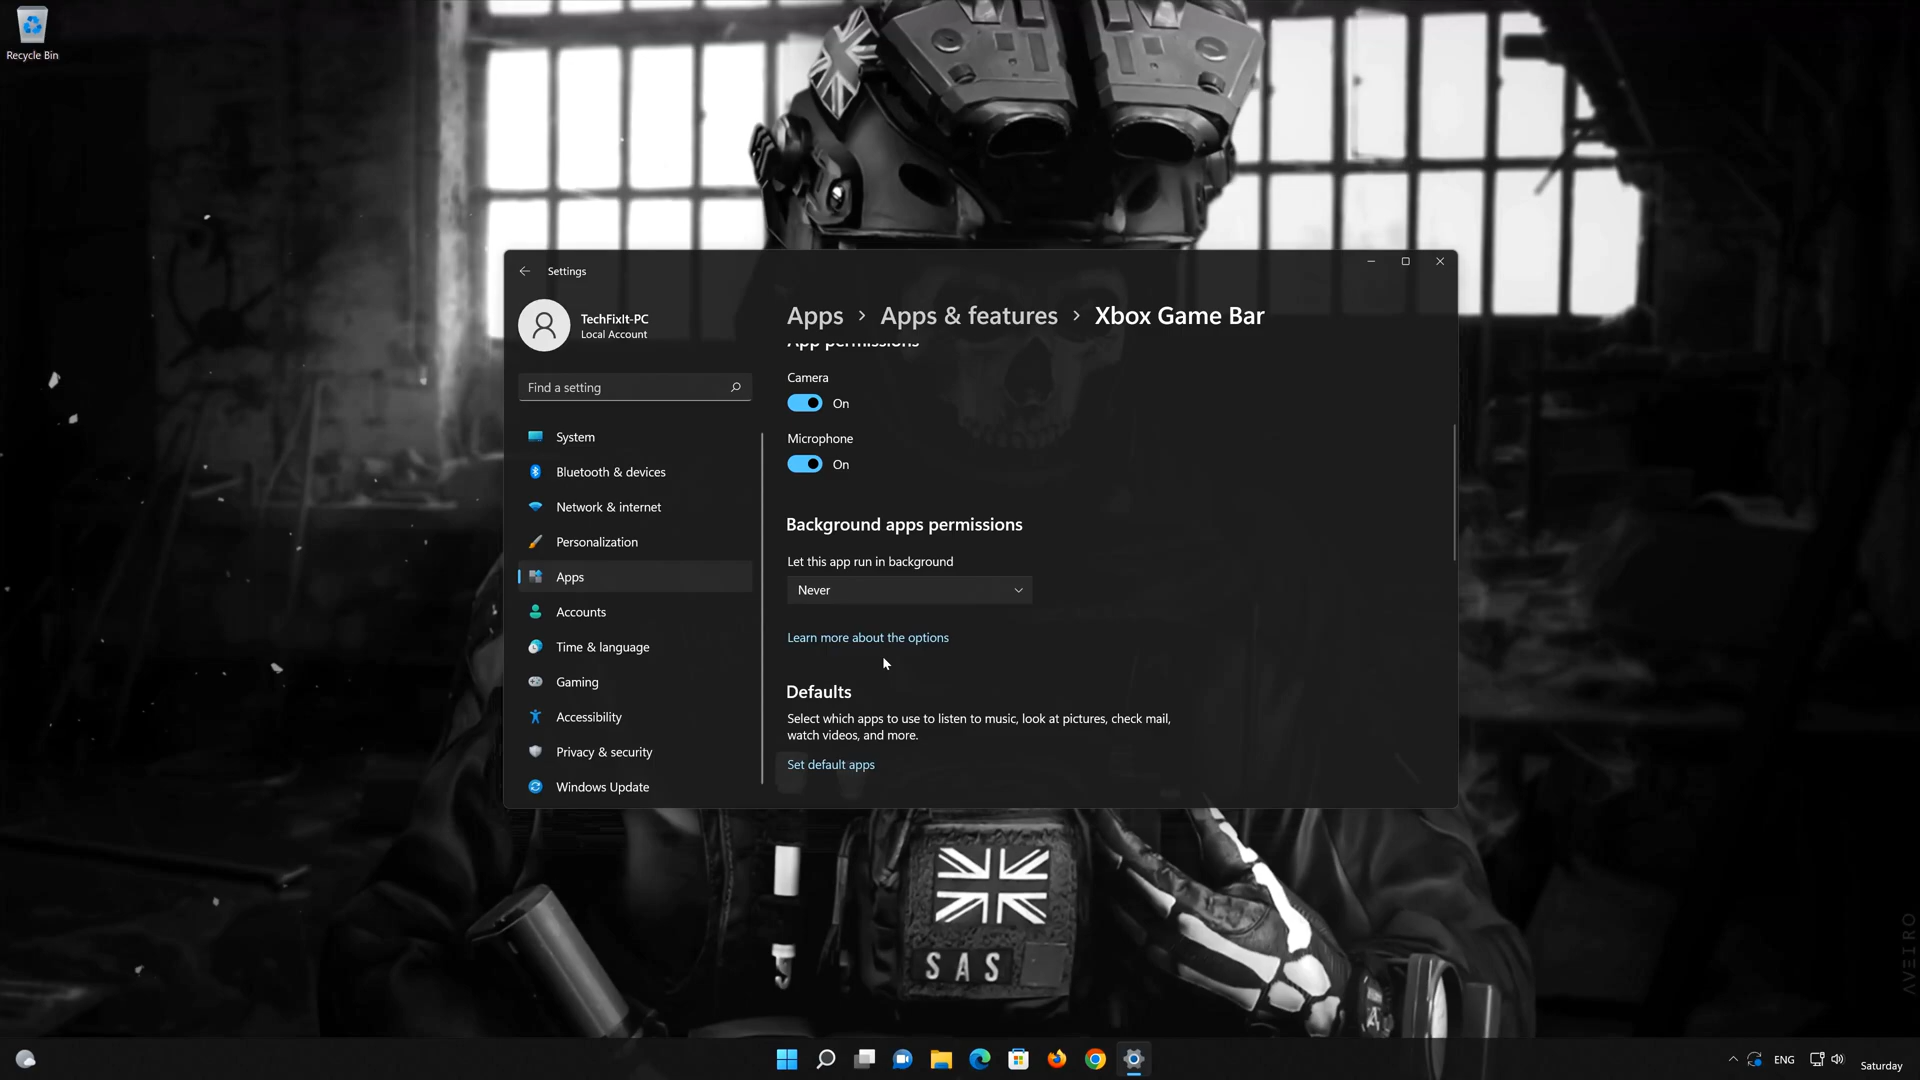 Recycle Bin
Settings
TechFixIt-PC
Local Account
Find a setting
System
Bluetooth & devices
Network & internet
Personalization
Apps
Accounts
Time & language
Gaming
Accessibility
Privacy & security
Windows Update
Apps > Apps & features > Xbox Game Bar
App permissions
Camera
On
Microphone
On
Background apps permissions
Let this app run in background
Never
Learn more about the options
Defaults
Select which apps to use to listen to music, look at pictures, check mail,
watch videos, and more.
Set default apps
SAS
AVEIRO
ENG
Saturday